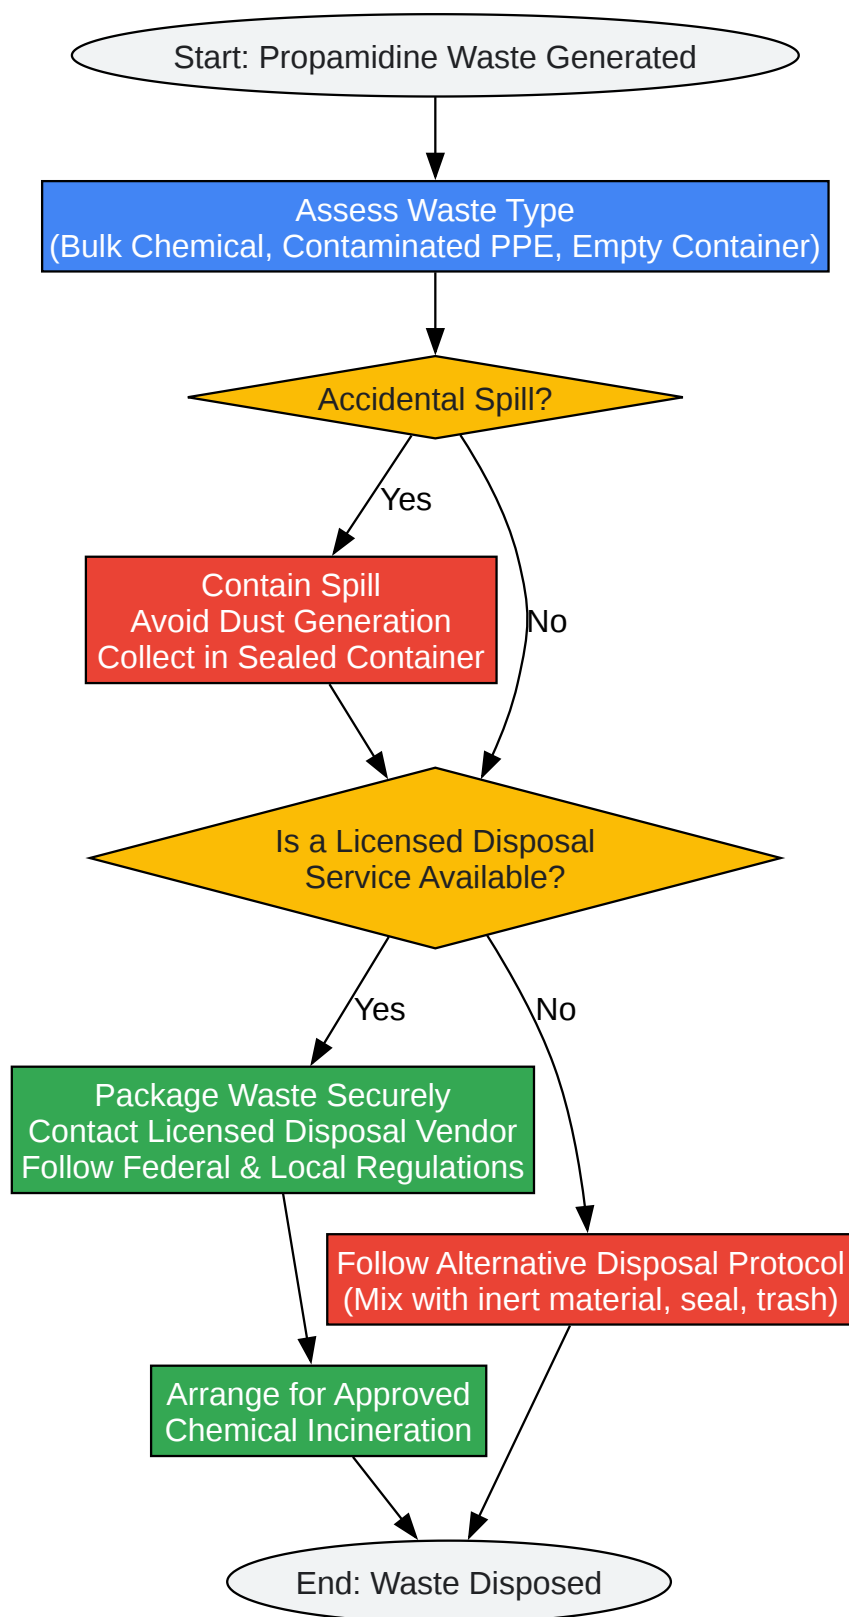 Start: Propamidine Waste Generated
Assess Waste Type
(Bulk Chemical, Contaminated PPE, Empty Container)
Accidental Spill?
Yes
Contain Spill
Avoid Dust Generation
Collect in Sealed Container
No
Is a Licensed Disposal
Service Available?
Yes
No
Package Waste Securely
Contact Licensed Disposal Vendor
Follow Federal & Local Regulations
Follow Alternative Disposal Protocol
(Mix with inert material, seal, trash)
Arrange for Approved
Chemical Incineration
End: Waste Disposed